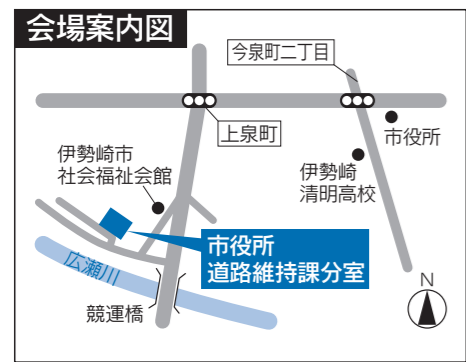 会場案内図
今泉町二丁目
上泉町
市役所
伊勢崎市
社会福祉会館
伊勢崎
清明高校
市役所
道路維持課分室
広瀬川
競運橋
N